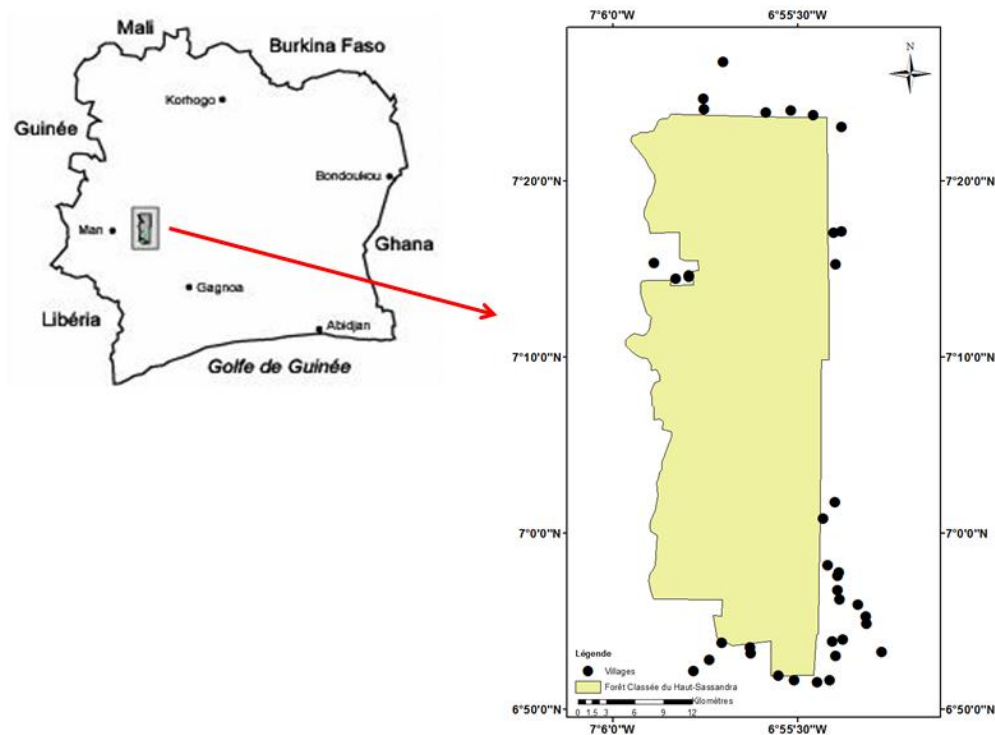 Mali
Burkina Faso
Korhogo
Guinée
Bondoukou
Man
Ghana
Gagnoa
Libéria
Abidjan
Golfe de Guinée
7°6'0"W
6°55'30"W
N
7°20'0"N
7°20'0"N
7°10'0"N
7°10'0"N
7°0'0"N
7°0'0"N
Légende
Villages
Forêt Classée du Haut-Sassandra
Kilomètres
0 1.5 3 6 9 12
6°50'0"N
6°50'0"N
7°6'0"W
6°55'30"W